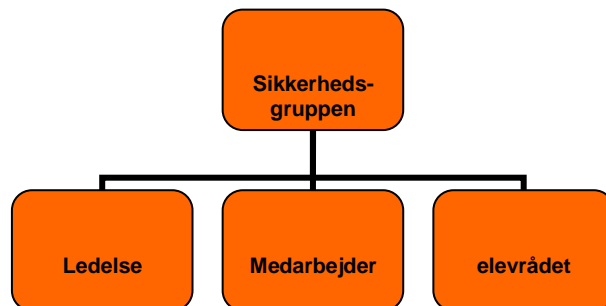 Sikkerheds-
gruppen
Ledelse
Medarbejder
elevrådet